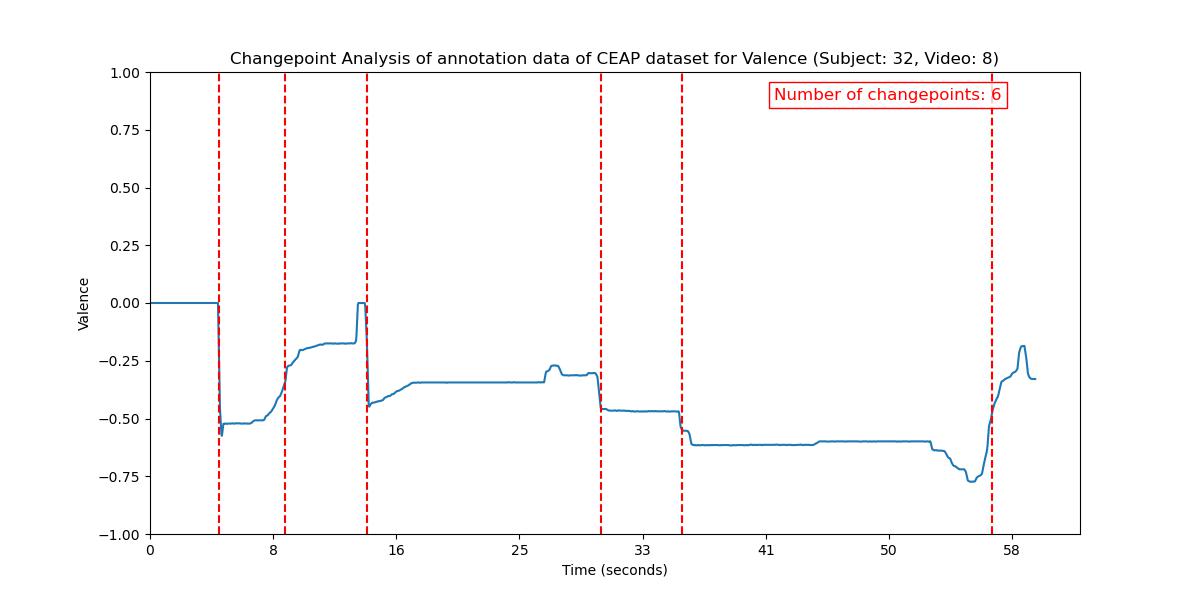 Changepoint Analysis of annotation data of CEAP dataset for Valence (Subject: 32, Video: 8)
Number of changepoints: 6
1.00
0.75
0.50
0.25
0.00
−0.25
−0.50
−0.75
−1.00
Valence
0 8 16 25 33 41 50 58
Time (seconds)